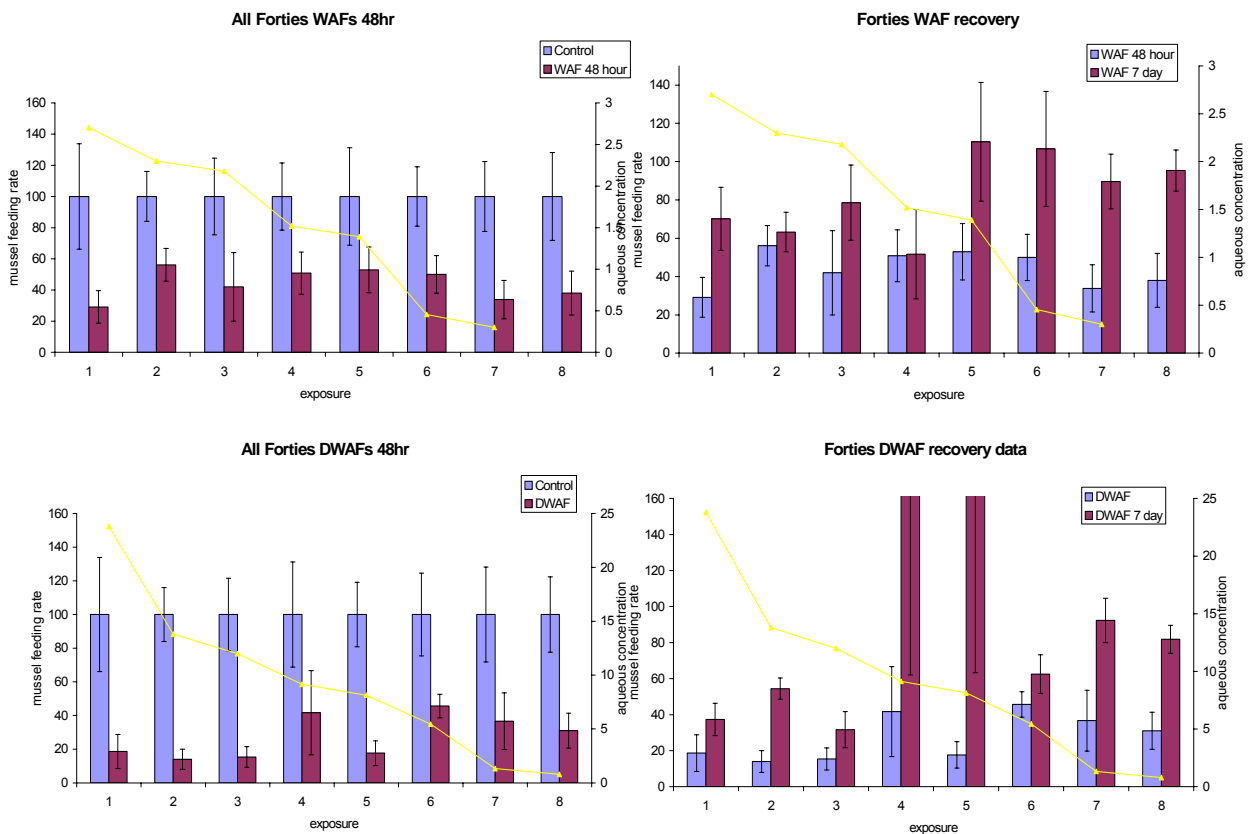 All Forties WAFs 48hr
Control
WAF 48 hour
160
140
120
100
80
60
40
20
0
mussel feeding rate
3
2.5
2
1.5
1
0.5
0
aqueous concentration
1 2 3 4 5 6 7 8
exposure
Forties WAF recovery
WAF 48 hour
WAF 7 day
140
120
100
80
60
40
20
0
mussel feeding rate
3
2.5
2
1.5
1
0.5
0
aqueous concentration
1 2 3 4 5 6 7 8
exposure
All Forties DWAFs 48hr
Control
DWAF
160
140
120
100
80
60
40
20
0
mussel feeding rate
25
20
15
10
5
0
aqueous concentration
1 2 3 4 5 6 7 8
exposure
Forties DWAF recovery data
DWAF
DWAF 7 day
160
140
120
100
80
60
40
20
0
mussel feeding rate
25
20
15
10
5
0
aqueous concentration
1 2 3 4 5 6 7 8
exposure